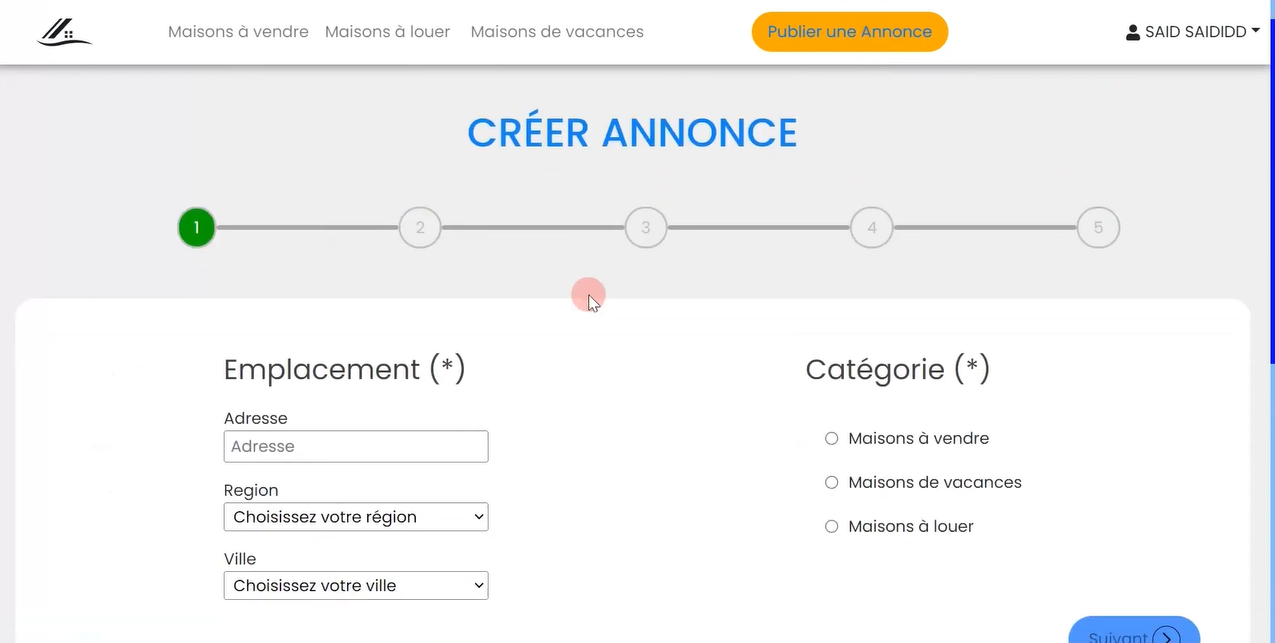 Maisons à vendre Maisons à louer Maisons de vacances Publier une Annonce SAID SAIDIDD
CRÉER ANNONCE
1 2 3 4 5
Emplacement (*) Catégorie (*)
Adresse
Adresse
Maisons à vendre
Region
Maisons de vacances
Choisissez votre région
Maisons à louer
Ville
Choisissez votre ville
Suivant